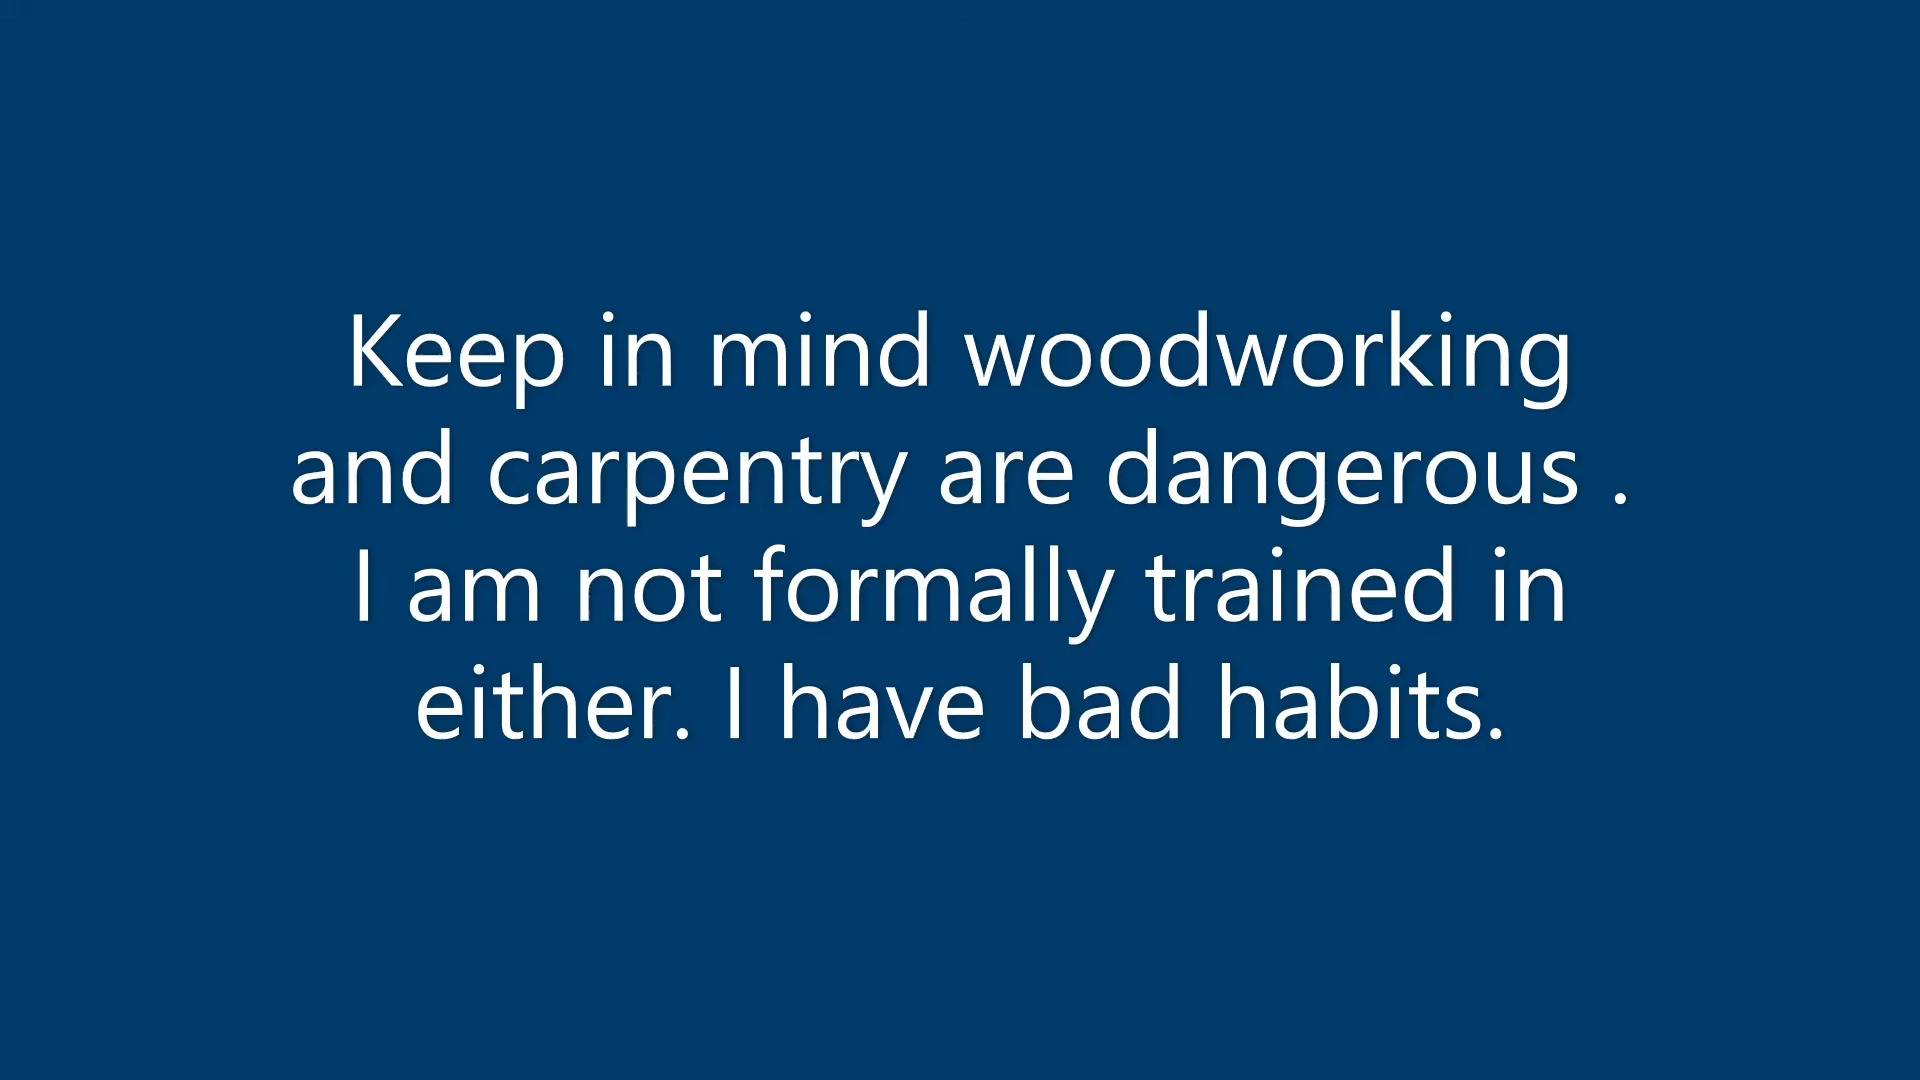 Keep in mind woodworking
and carpentry are dangerous .
I am not formally trained in
either. I have bad habits.